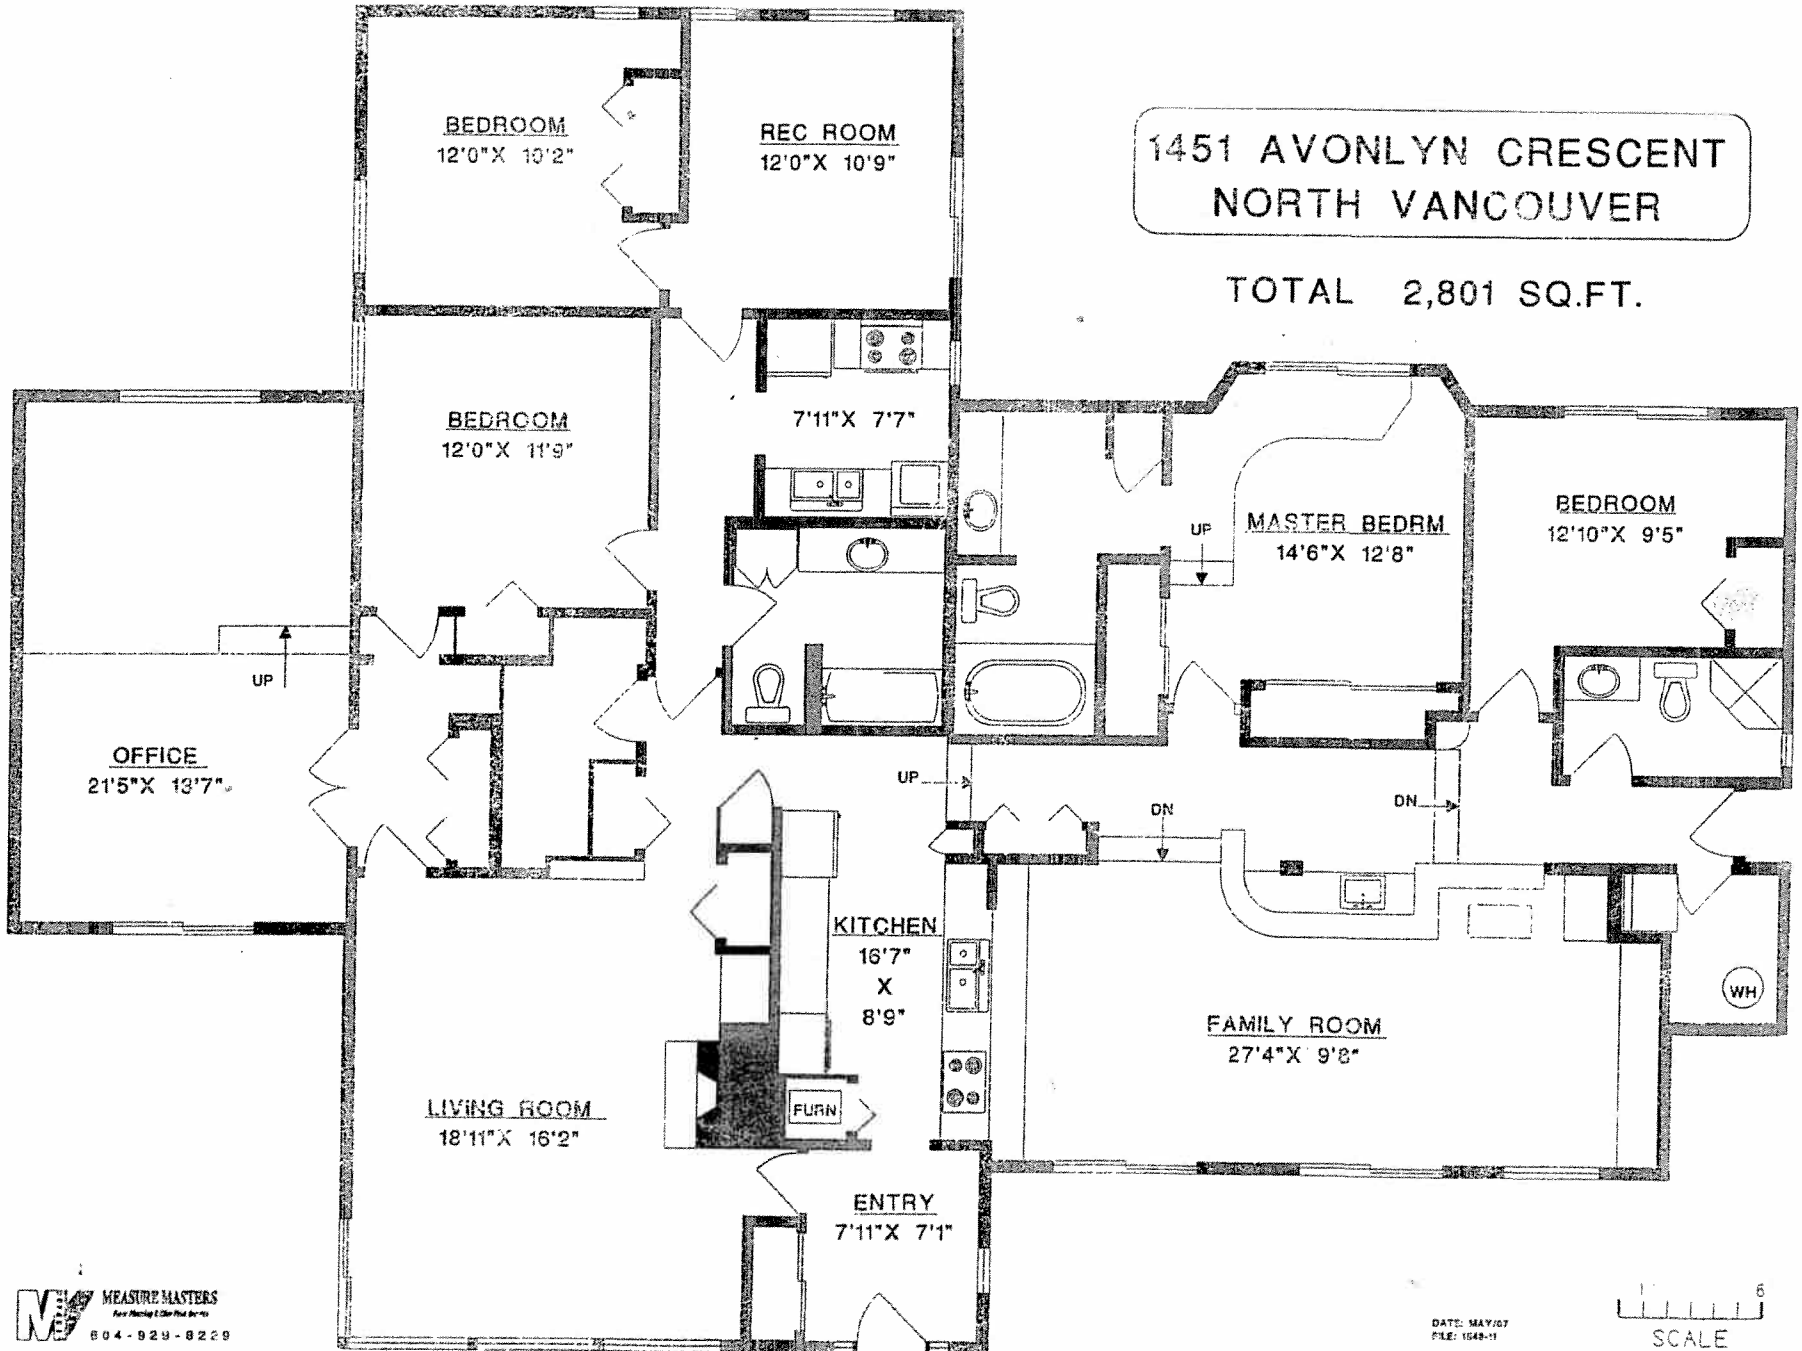 BEDROOM
12'0"X 10'2"
REC ROOM
12'0"X 10'9"
1451 AVONLYN CRESCENT
NORTH VANCOUVER
TOTAL 2,801 SQ.FT.
BEDROOM
12'0"X 11'9"
7'11"X 7'7"
UP
MASTER BEDRM
14'6"X 12'8"
BEDROOM
12'10"X 9'5"
UP
OFFICE
21'5"X 13'7"
UP
DN
DN
KITCHEN
16'7"
X
8'9"
WH
FAMILY ROOM
27'4"X 9'8"
FURN
LIVING ROOM
18'11"X 16'2"
ENTRY
7'11"X 7'1"
MEASURE MASTERS
604-929-8229
DATE: MAY/07
FILE:
6
SCALE